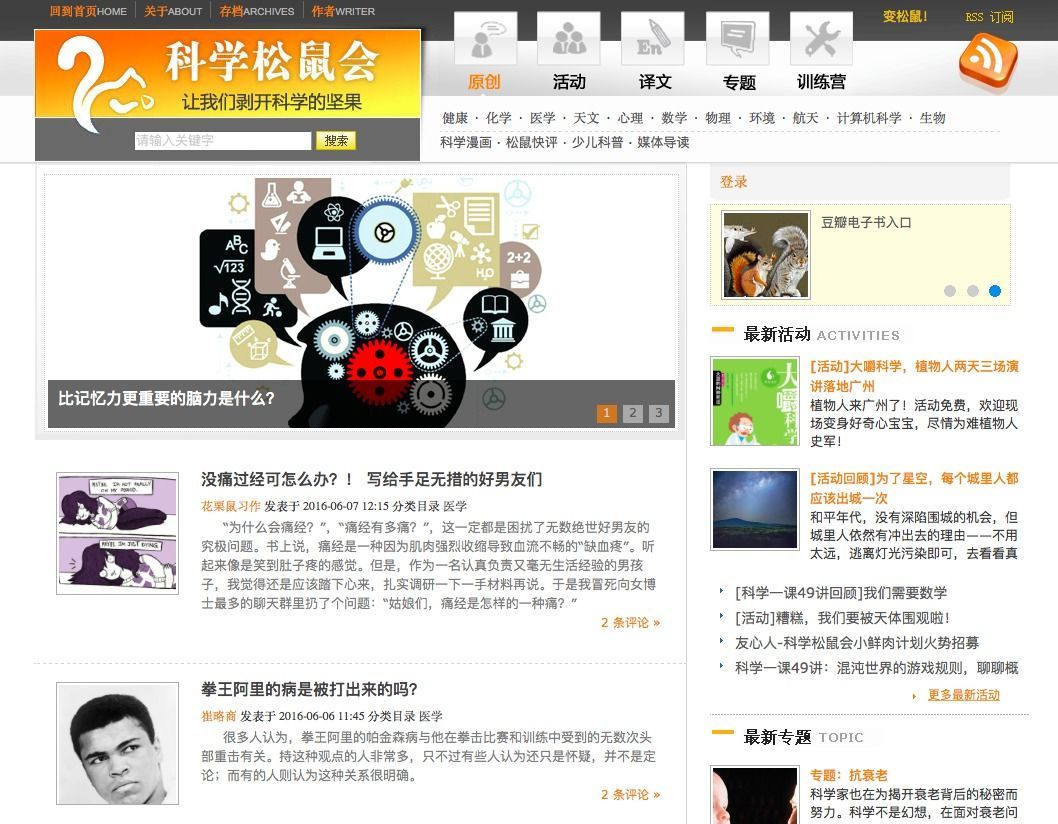 回到首页HOME 关于ABOUT 存档ARCHIVES 作者WRITER
科学松鼠会
让我们剥开科学的坚果
请输入关键字 搜索
原创 活动 译文 专题 训练营
变松鼠! RSS 订阅
健康 · 化学 · 医学 · 天文 · 心理 · 数学 · 物理 · 环境 · 航天 · 计算机科学 · 生物
科学漫画 · 松鼠快评 · 少儿科普 · 媒体导读
En
ABC
√123
2+2
H₂O
比记忆力更重要的脑力是什么?
1 2 3
没痛过经可怎么办？！ 写给手足无措的好男友们
花栗鼠习作 发表于 2016-06-07 12:15 分类目录 医学
“为什么会痛经？”，“痛经有多痛？”，这一定都是困扰了无数绝世好男友的
究极问题。书上说，痛经是一种因为肌肉强烈收缩导致血流不畅的“缺血疼”。听
起来像是笑到肚子疼的感觉。但是，作为一名认真负责又毫无生活经验的男孩
子，我觉得还是应该踏下心来，扎实调研一下一手材料再说。于是我冒死向女博
士最多的聊天群里扔了个问题：“姑娘们，痛经是怎样的一种痛？”
2 条评论 »
MAYBE IM NOT REALLY
ON MY PERIOD.
MAYBE IM JUST DYING
拳王阿里的病是被打出来的吗?
崔略商 发表于 2016-06-06 11:45 分类目录 医学
很多人认为，拳王阿里的帕金森病与他在拳击比赛和训练中受到的无数次头
部重击有关。持这种观点的人非常多，只不过有些人认为还只是怀疑，并不是定
论；而有的人则认为这种关系很明确。
2 条评论 »
登录
豆瓣电子书入口
最新活动 ACTIVITIES
大嚼科学
[活动]大嚼科学，植物人两天三场演
讲落地广州
植物人来广州了！活动免费，欢迎现
场变身好奇心宝宝，尽情为难植物人
史军！
[活动回顾]为了星空，每个城里人都
应该出城一次
和平年代，没有深陷围城的机会，但
城里人依然有冲出去的理由——不用
太远，逃离灯光污染即可，去看看真
[科学一课49讲回顾]我们需要数学
[活动]糟糕，我们要被天体围观啦！
友心人-科学松鼠会小鲜肉计划火势招募
科学一课49讲：混沌世界的游戏规则，聊聊概
更多最新活动
最新专题 TOPIC
专题：抗衰老
科学家也在为揭开衰老背后的秘密而
努力。科学不是幻想，在面对衰老问